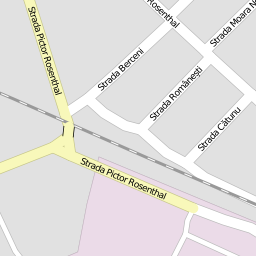 Strada Pictor Rosenthal
Rosenthal
Strada Moara
Strada Berceni
Strada Românești
Strada Cătunu
Strada Pictor Rosenthal